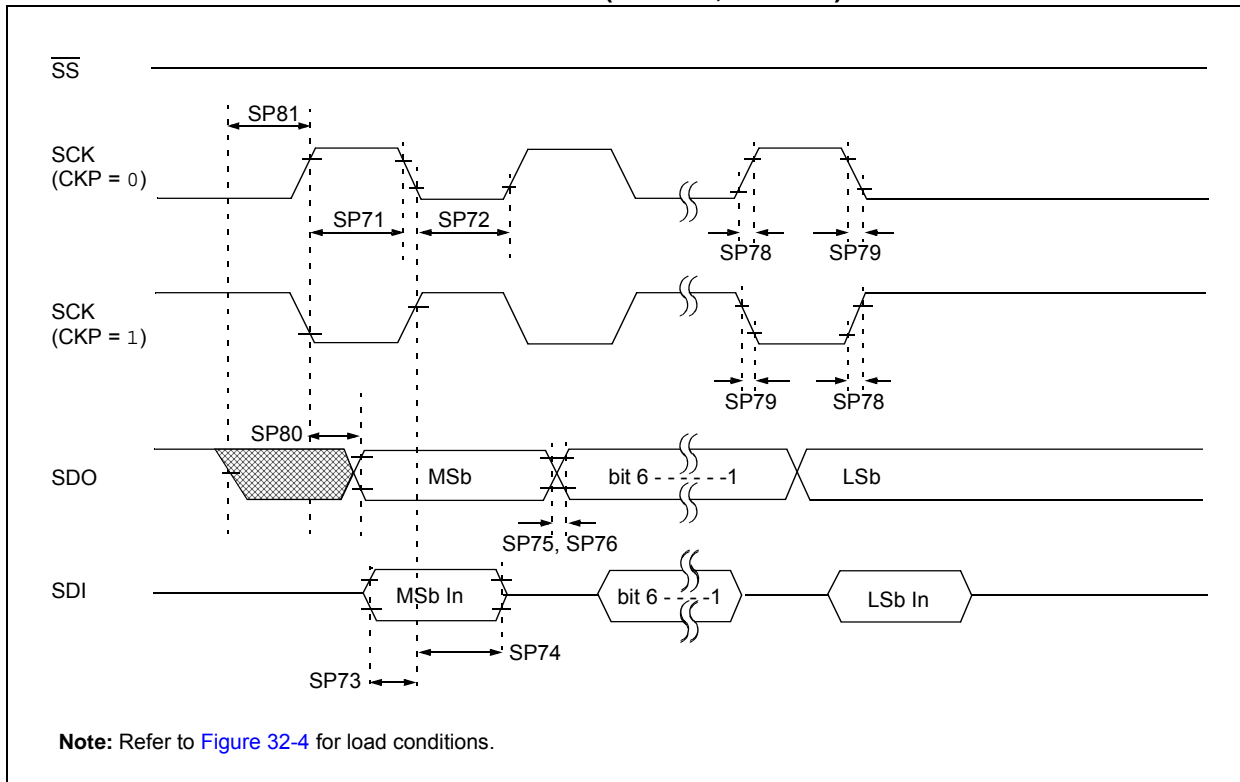 SS
SP81
SCK
(CKP = 0)
SP71
SP72
SP78
SP79
SCK
(CKP = 1)
SP79
SP78
SP80
SDO
MSb
bit 6 - - - - - -1
LSb
SP75, SP76
SDI
MSb In
bit 6 - - - - -1
LSb In
SP74
SP73
Note: Refer to Figure 32-4 for load conditions.